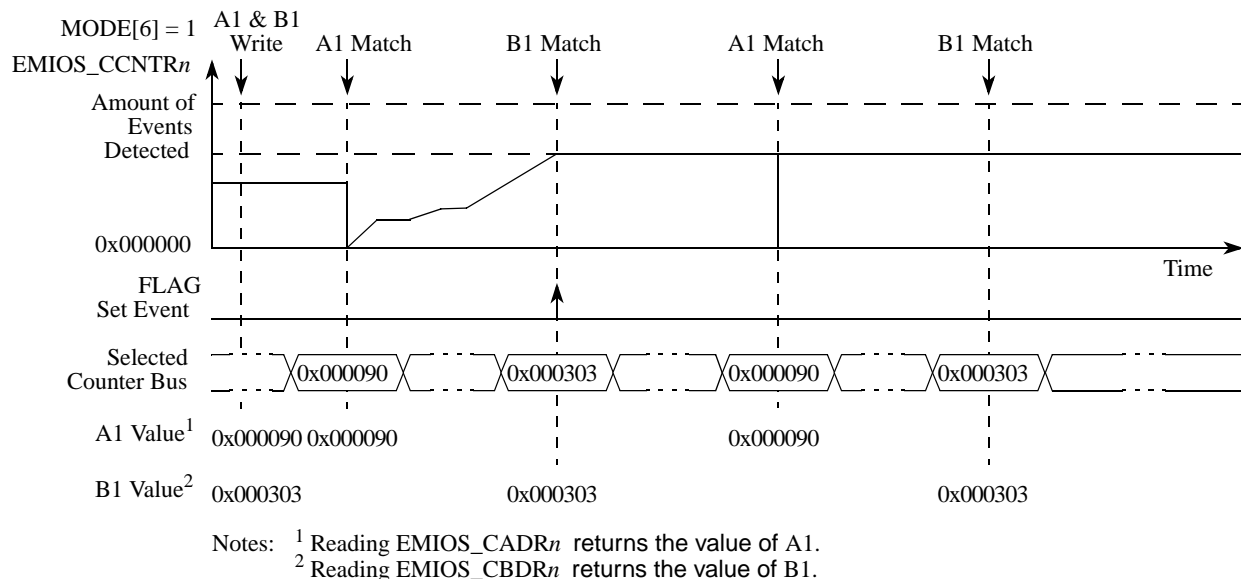 MODE[6] = 1
A1 & B1
Write
A1 Match
B1 Match
A1 Match
B1 Match
EMIOS_CCNTRn
Amount of
Events
Detected
0x000000
Time
FLAG
Set Event
Selected
Counter Bus
0x000090
0x000303
0x000090
0x000303
A1 Value1
0x000090 0x000090
0x000090
B1 Value2
0x000303
0x000303
0x000303
Notes: 1 Reading EMIOS_CADRn returns the value of A1.
2 Reading EMIOS_CBDRn returns the value of B1.